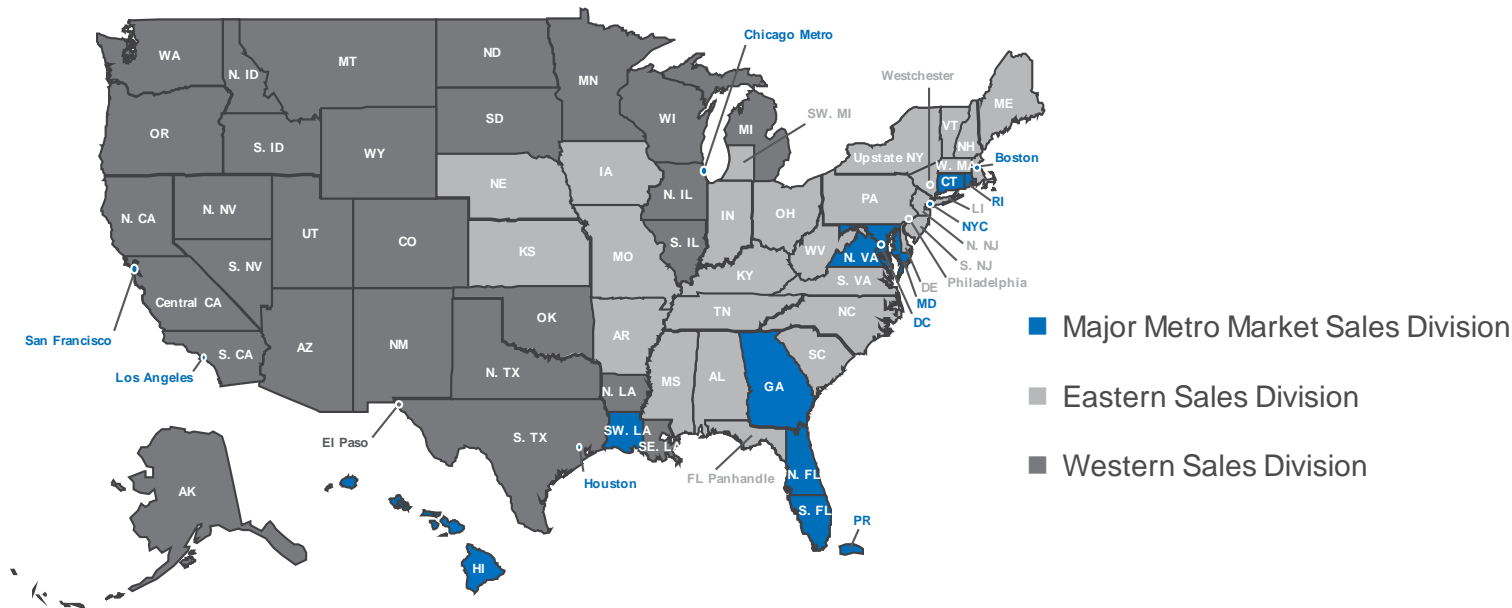 Chicago Metro
WA
MT
ND
MN
N. ID
Westchester
ME
OR
SD
WI
MI
SW. MI
VT
NH
S. ID
WY
Upstate NY
W. MA
Boston
NE
IA
CT
RI
N. CA
N. NV
N. IL
PA
LI
NYC
UT
CO
IN
OH
N. NJ
S. NV
KS
MO
S. IL
WV
N. VA
S. NJ
KY
S. VA
DE
Philadelphia
Central CA
MD
DC
San Francisco
OK
TN
NC
Major Metro Market Sales Division
AZ
NM
AR
SC
S. CA
Los Angeles
N. TX
N. LA
MS
AL
GA
Eastern Sales Division
El Paso
S. TX
SW. LA
SE. LA
Western Sales Division
AK
Houston
FL Panhandle
N. FL
S. FL
PR
HI